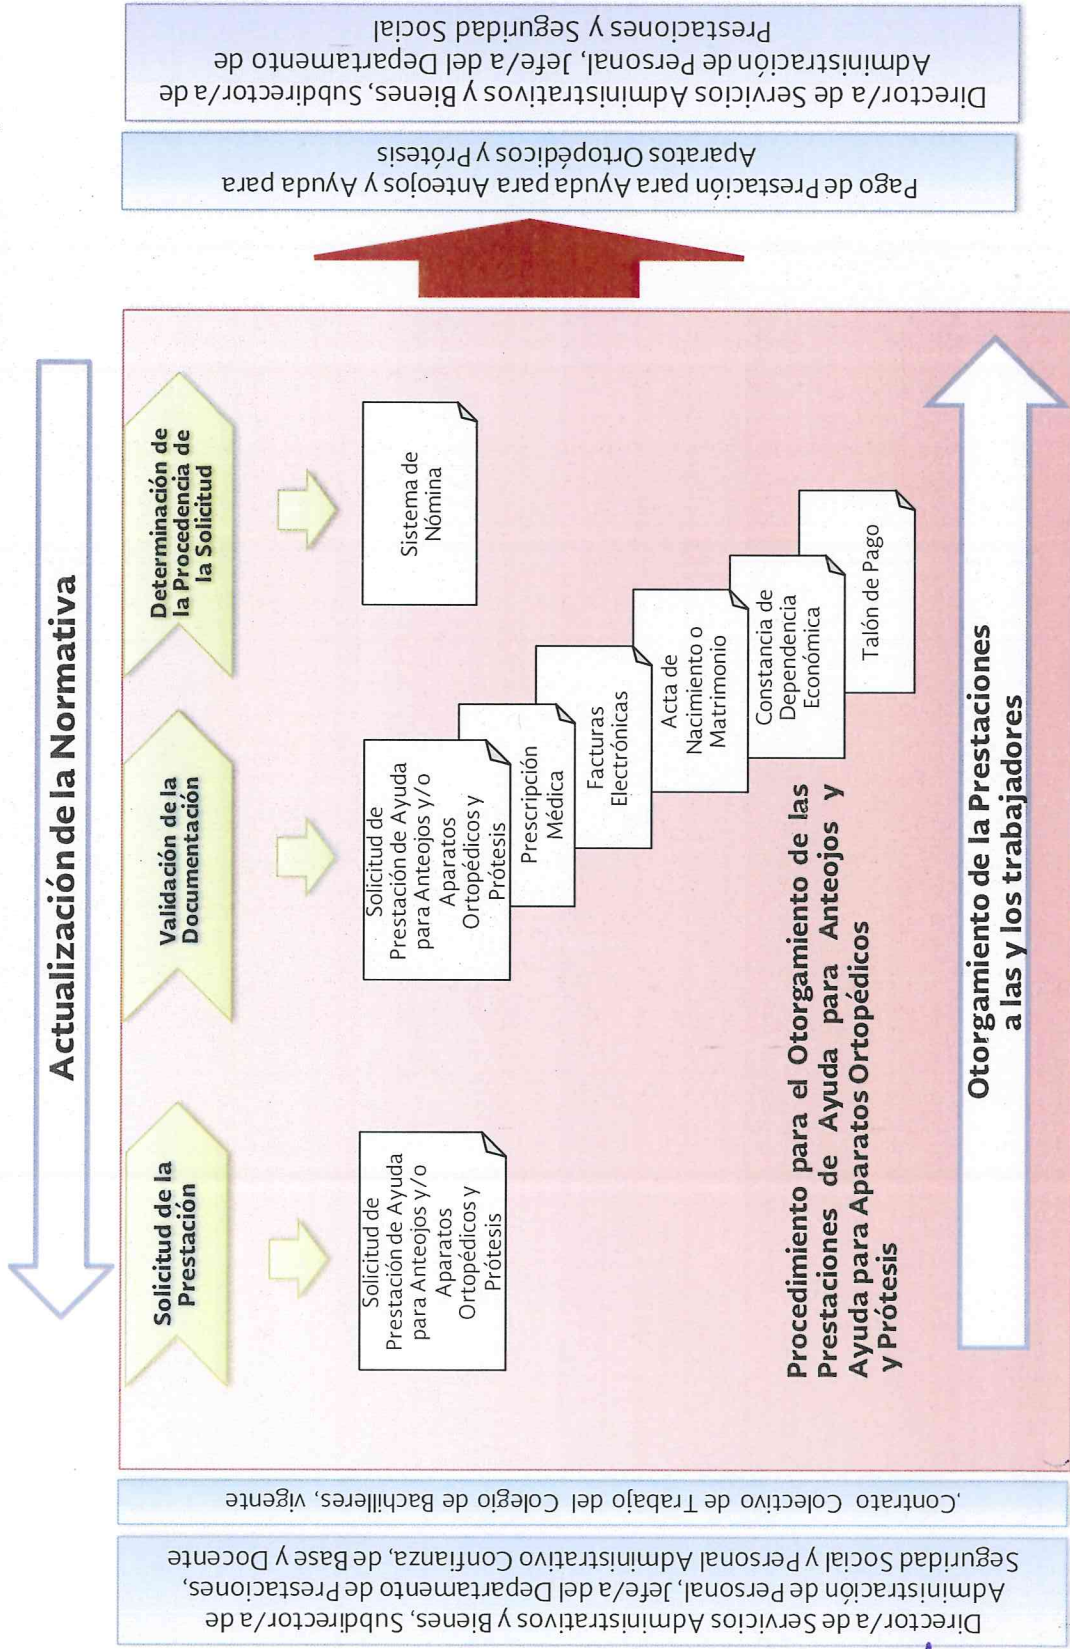 Actualización de la Normativa
Director/a de Servicios Administrativos y Bienes, Subdirector/a de
Administración de Personal, Jefe/a del Departamento de Prestaciones,
Seguridad Social y Personal Administrativo Confianza, de Base y Docente
Contrato Colectivo de Trabajo del Colegio de Bachilleres, vigente,
Solicitud de la
Prestación
Validación de la
Documentación
Determinación de
la Procedencia de
la Solicitud
Solicitud de
Prestación de Ayuda
para Anteojos y/o
Aparatos
Ortopédicos y
Prótesis
Solicitud de
Prestación de Ayuda
para Anteojos y/o
Aparatos
Ortopédicos y
Prótesis
Prescripción
Médica
Facturas
Electrónicas
Acta de
Nacimiento o
Matrimonio
Constancia de
Dependencia
Económica
Talón de Pago
Sistema de
Nómina
Procedimiento para el Otorgamiento de las
Prestaciones de Ayuda para Anteojos y
Ayuda para Aparatos Ortopédicos
y Prótesis
Otorgamiento de la Prestaciones
a las y los trabajadores
Pago de Prestación para Ayuda para Anteojos y Ayuda para
Aparatos Ortopédicos y Prótesis
Director/a de Servicios Administrativos y Bienes, Subdirector/a de
Administración de Personal, Jefe/a del Departamento de
Prestaciones y Seguridad Social